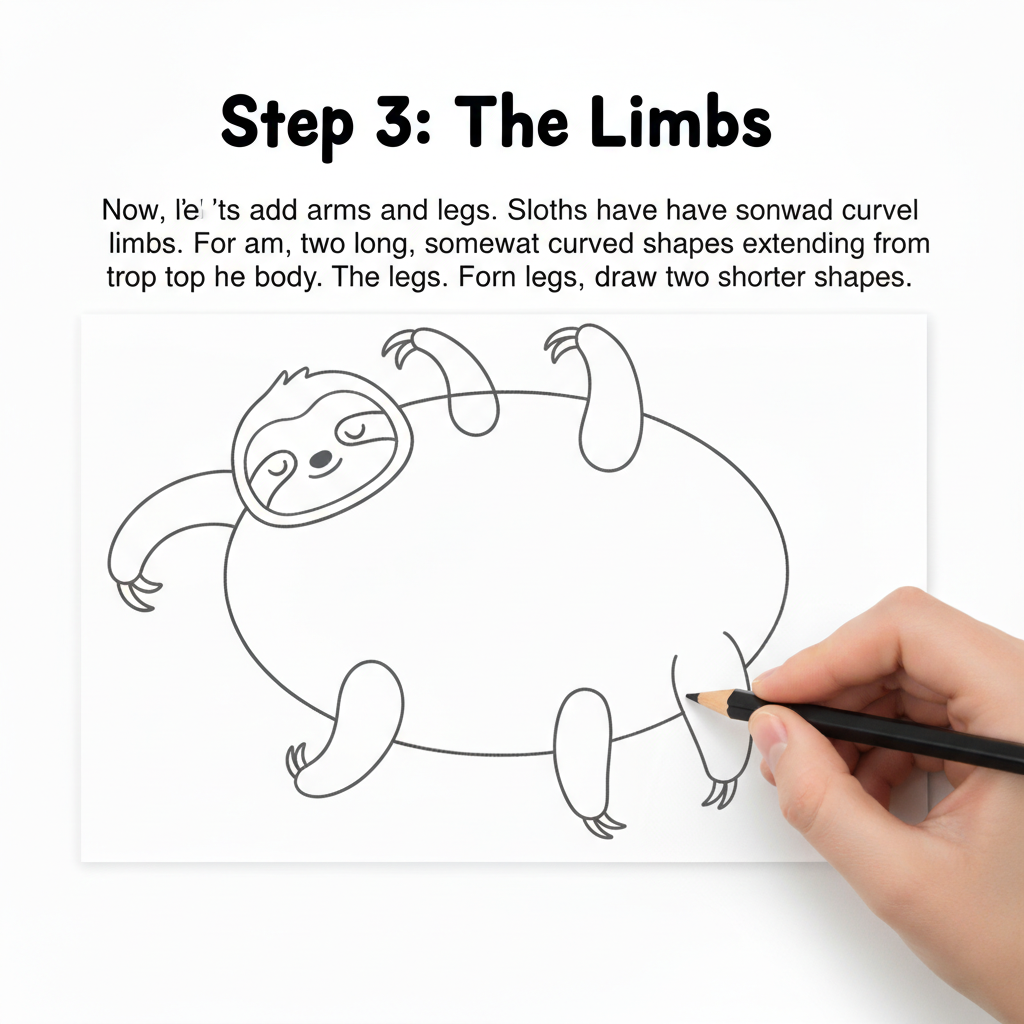 Step 3: The Limbs
Now, l'e 'ts add arms and legs. Sloths have have sonwad curvel
limbs. For am, two long, somewat curved shapes extending from
trop top he body. The legs. Forn legs, draw two shorter shapes.